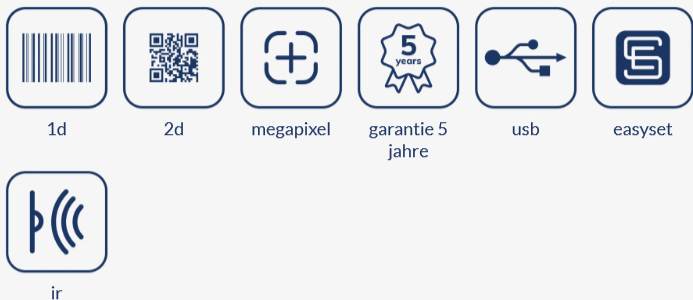 5
years
1d
2d
megapixel
garantie 5
jahre
usb
easyset
ir